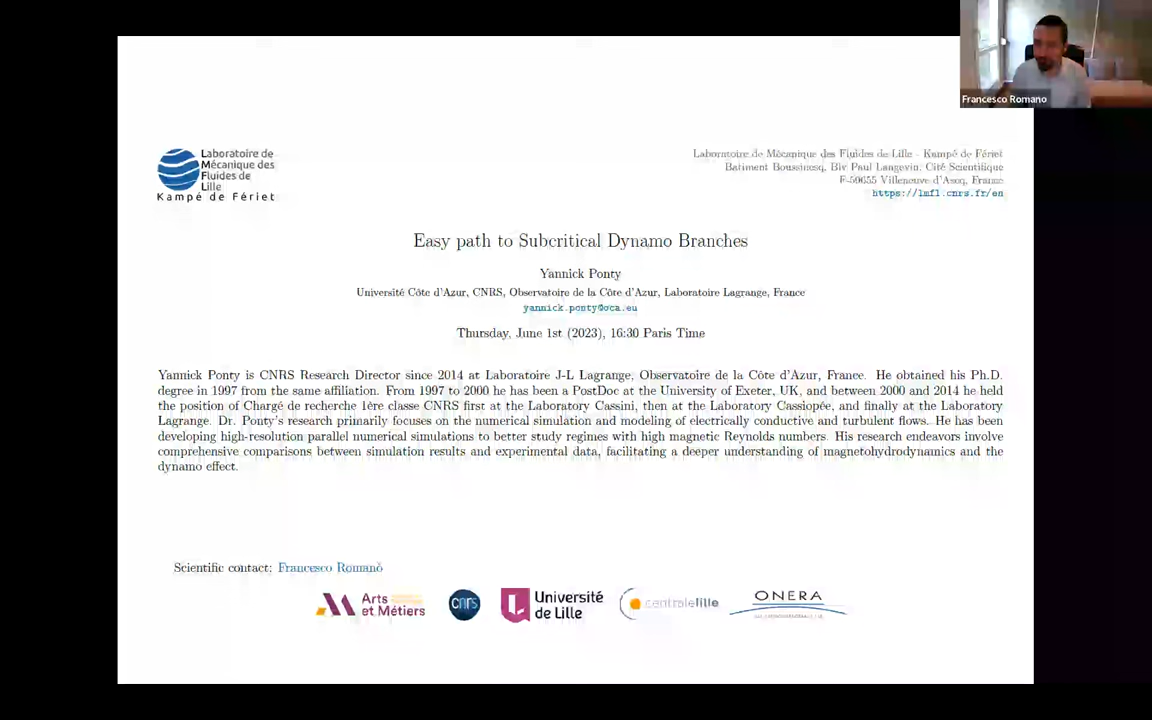 Francesco Romano
Laboratoire de
Mécanique des
Fluides de
Lille
Kampé de Fériet
Laboratoire de Mécanique des Fluides de Lille - Kampé de Fériet
Batiment Boussinesq, Blv Paul Langevin, Cité Scientifique
F-59655 Villeneuve d'Ascq, France
https://lmfl.cnrs.fr/en
Easy path to Subcritical Dynamo Branches
Yannick Ponty
Université Côte d'Azur, CNRS, Observatoire de la Côte d'Azur, Laboratoire Lagrange, France
yannick.ponty@oca.eu
Thursday, June 1st (2023), 16:30 Paris Time
Yannick Ponty is CNRS Research Director since 2014 at Laboratoire J-L Lagrange, Observatoire de la Côte d'Azur, France. He obtained his Ph.D.
degree in 1997 from the same affiliation. From 1997 to 2000 he has been a PostDoc at the University of Exeter, UK, and between 2000 and 2014 he held
the position of Chargé de recherche 1ère classe CNRS first at the Laboratory Cassini, then at the Laboratory Cassiopée, and finally at the Laboratory
Lagrange. Dr. Ponty's research primarily focuses on the numerical simulation and modeling of electrically conductive and turbulent flows. He has been
developing high-resolution parallel numerical simulations to better study regimes with high magnetic Reynolds numbers. His research endeavors involve
comprehensive comparisons between simulation results and experimental data, facilitating a deeper understanding of magnetohydrodynamics and the
dynamo effect.
Scientific contact: Francesco Romanò
Arts
et Métiers
cnrs
Université
de Lille
centralelille
ONERA